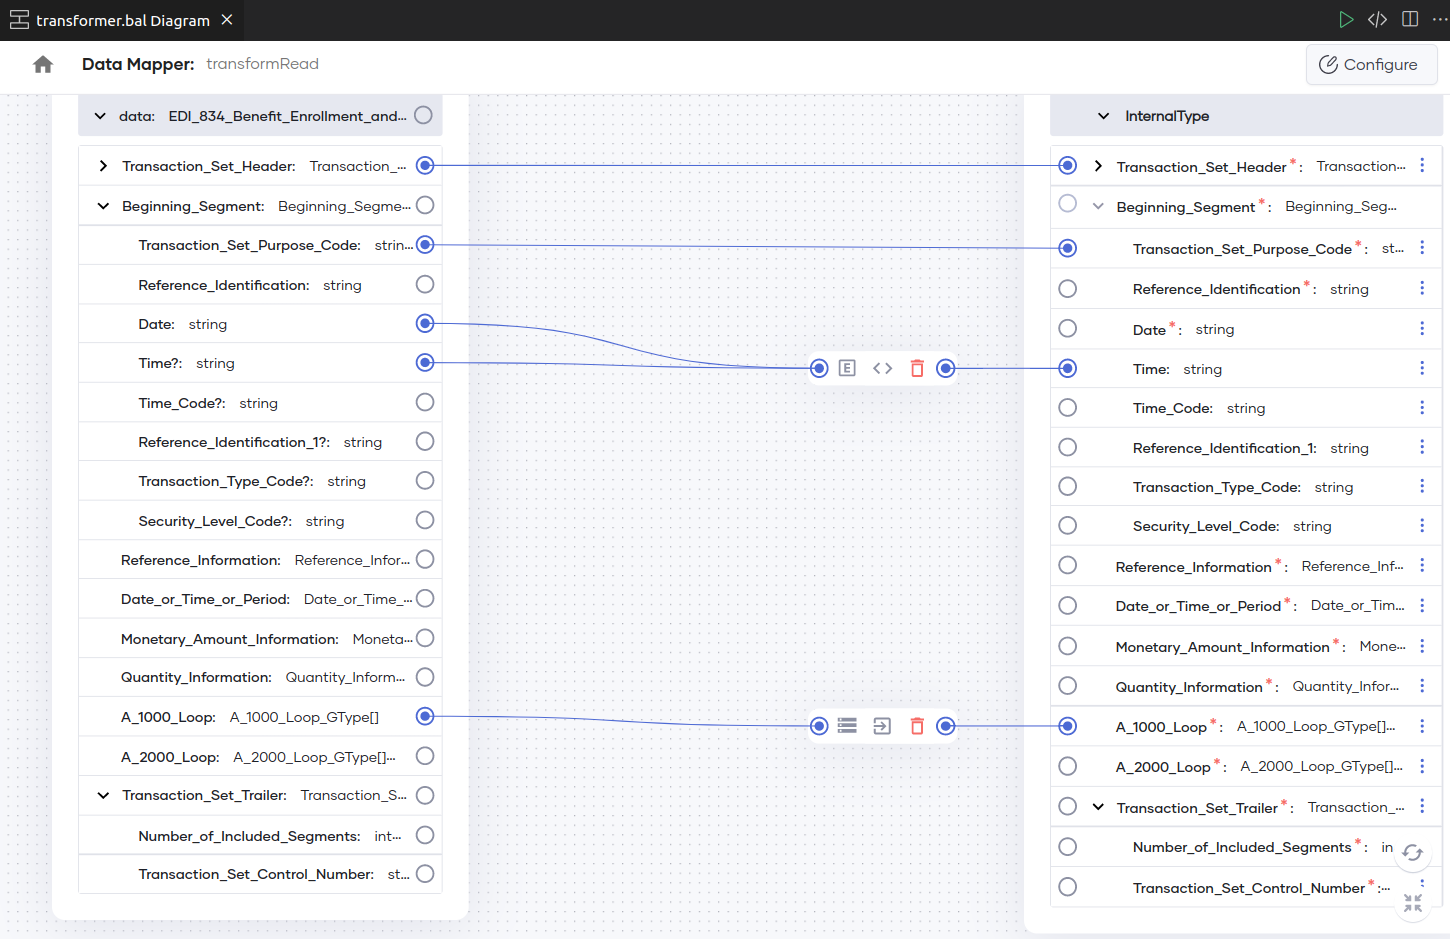 transformer.bal Diagram
Data Mapper: transformRead
Configure
data: EDI_834_Benefit_Enrollment_and...
Transaction_Set_Header: Transaction_...
Beginning_Segment: Beginning_Segme...
Transaction_Set_Purpose_Code: strin...
Reference_Identification: string
Date: string
Time?: string
Time_Code?: string
Reference_Identification_1?: string
Transaction_Type_Code?: string
Security_Level_Code?: string
Reference_Information: Reference_Infor...
Date_or_Time_or_Period: Date_or_Time_...
Monetary_Amount_Information: Moneta...
Quantity_Information: Quantity_Inform...
A_1000_Loop: A_1000_Loop_GType[]
A_2000_Loop: A_2000_Loop_GType[]...
Transaction_Set_Trailer: Transaction_S...
Number_of_Included_Segments: int...
Transaction_Set_Control_Number: st...
E
InternalType
Transaction_Set_Header*: Transaction...
Beginning_Segment*: Beginning_Seg...
Transaction_Set_Purpose_Code*: st...
Reference_Identification*: string
Date*: string
Time: string
Time_Code: string
Reference_Identification_1: string
Transaction_Type_Code: string
Security_Level_Code: string
Reference_Information*: Reference_Inf...
Date_or_Time_or_Period*: Date_or_Tim...
Monetary_Amount_Information*: Mone...
Quantity_Information*: Quantity_Infor...
A_1000_Loop*: A_1000_Loop_GType[]...
A_2000_Loop*: A_2000_Loop_GType[]...
Transaction_Set_Trailer*: Transaction_...
Number_of_Included_Segments*: in
Transaction_Set_Control_Number*:...